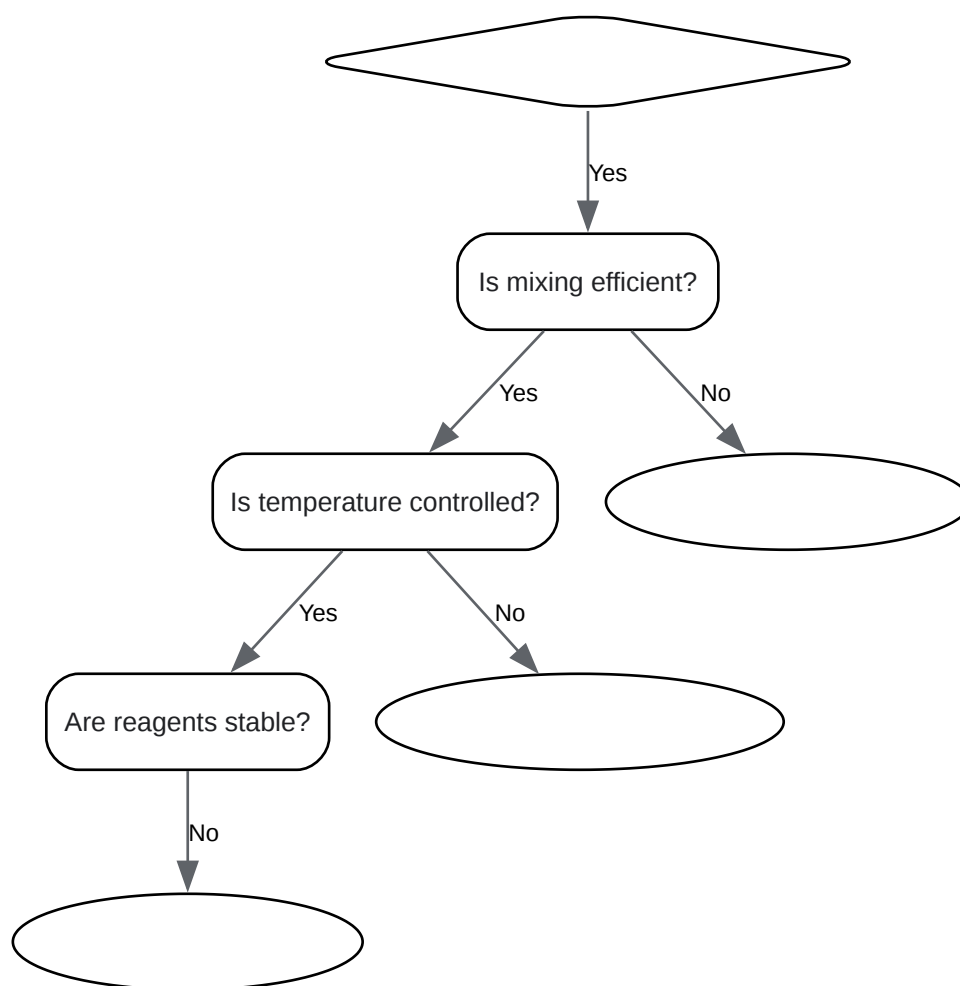 Yes
Is mixing efficient?
Yes
No
Is temperature controlled?
Yes
No
Are reagents stable?
No